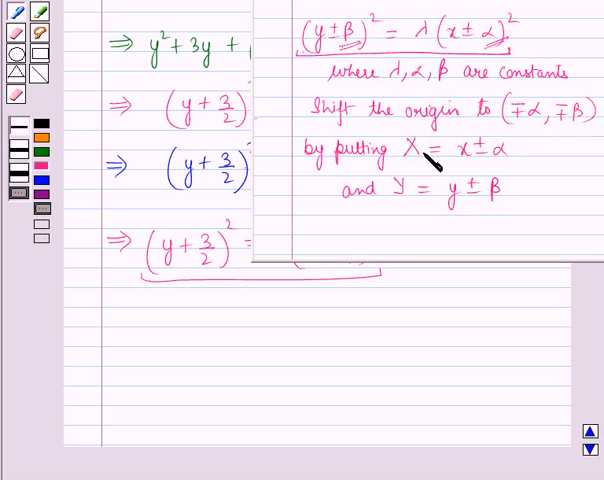 ⇒ y² + 3y +
⇒ (y + 3/2)
⇒ (y + 3/2)
⇒ (y + 3/2)² =
(y ± β)² = λ (x ± α)²
where λ, α, β are constants
Shift the origin to (∓α, ∓β)
by putting X = x ± α
and Y = y ± β